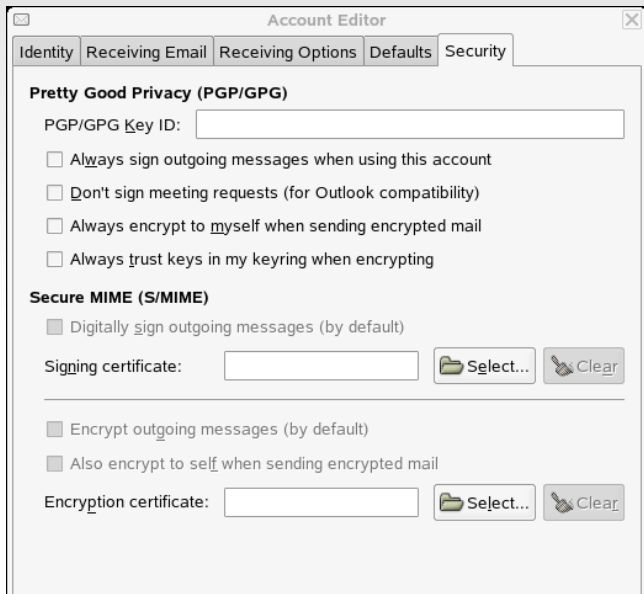 Account Editor
Identity Receiving Email Receiving Options Defaults Security
Pretty Good Privacy (PGP/GPG)
PGP/GPG Key ID:
Always sign outgoing messages when using this account
Don't sign meeting requests (for Outlook compatibility)
Always encrypt to myself when sending encrypted mail
Always trust keys in my keyring when encrypting
Secure MIME (S/MIME)
Digitally sign outgoing messages (by default)
Signing certificate: Select... Clear
Encrypt outgoing messages (by default)
Also encrypt to self when sending encrypted mail
Encryption certificate: Select... Clear